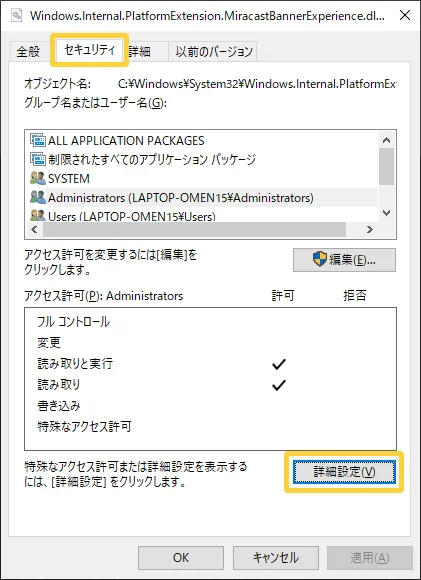 Windows.Internal.PlatformExtension.MiracastBannerExperience.dl...
全般 セキュリティ 詳細 以前のバージョン
オブジェクト名: C:¥Windows¥System32¥Windows.Internal.PlatformExt
グループ名またはユーザー名(G):
ALL APPLICATION PACKAGES
制限されたすべてのアプリケーション パッケージ
SYSTEM
Administrators (LAPTOP-OMEN15¥Administrators)
Users (LAPTOP-OMEN15¥Users)
アクセス許可を変更するには[編集]を
クリックします。
編集(E)...
アクセス許可(P): Administrators 許可 拒否
フル コントロール
変更
読み取りと実行
読み取り
書き込み
特殊なアクセス許可
特殊なアクセス許可または詳細設定を表示する
には、[詳細設定] をクリックします。
詳細設定(V)
OK キャンセル 適用(A)